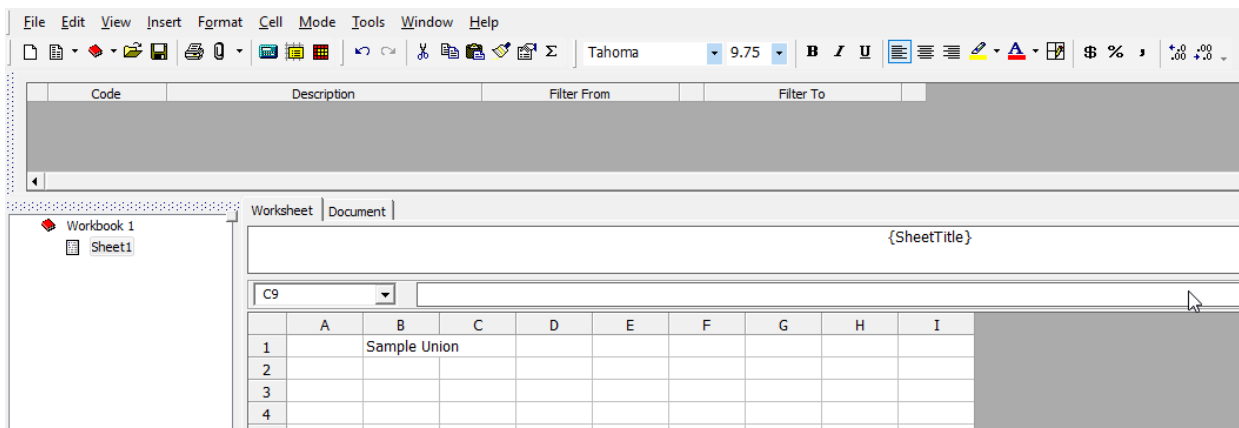 File Edit View Insert Format Cell Mode Tools Window Help
Tahoma 9.75 B I U $ % ,
Code Description Filter From Filter To
Worksheet Document
Workbook 1
Sheet1
{SheetTitle}
C9
A B C D E F G H I
1 Sample Union
2
3
4